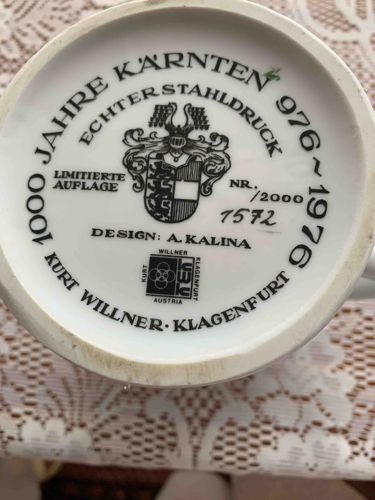 1000 JAHRE KÄRNTEN 976~1976
ECHTER STAHLDRUCK
LIMITIERTE
AUFLAGE
NR. 1572/2000
DESIGN: A. KALINA
WILLNER
KURT
KLAGENFURT
AUSTRIA
KURT WILLNER · KLAGENFURT